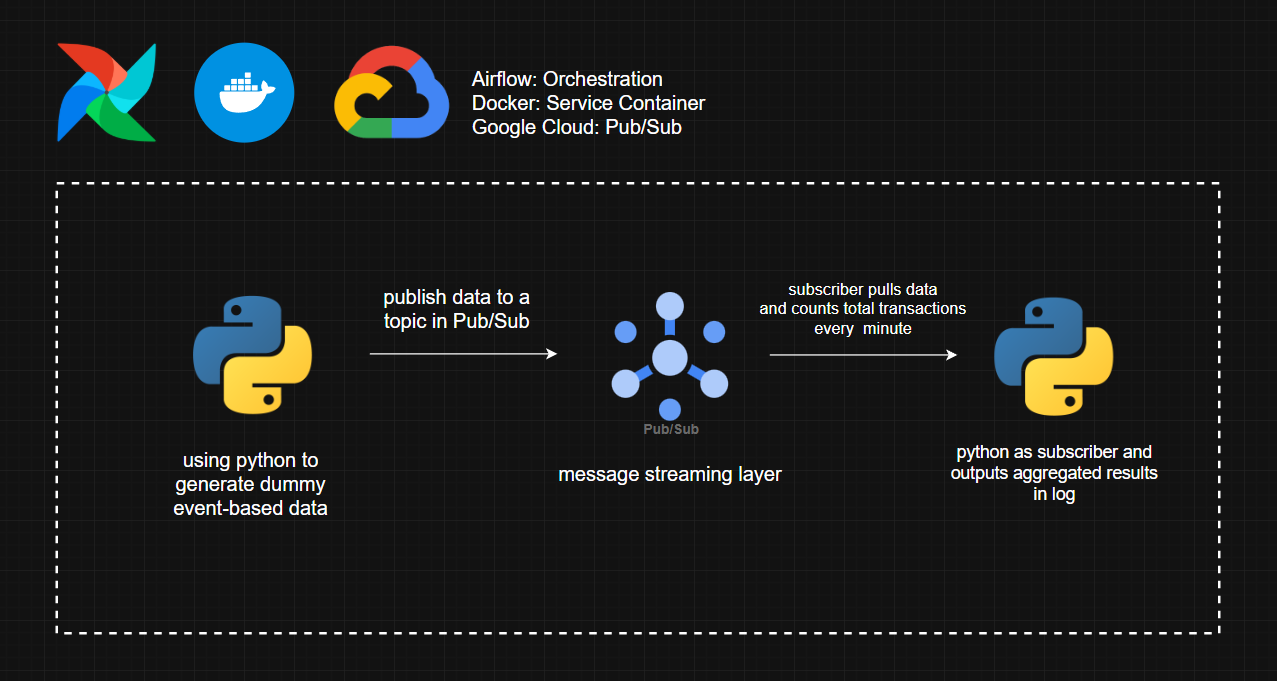 Airflow: Orchestration
Docker: Service Container
Google Cloud: Pub/Sub
publish data to a
topic in Pub/Sub
subscriber pulls data
and counts total transactions
every  minute
Pub/Sub
using python to
generate dummy
event-based data
message streaming layer
python as subscriber and
outputs aggregated results
in log